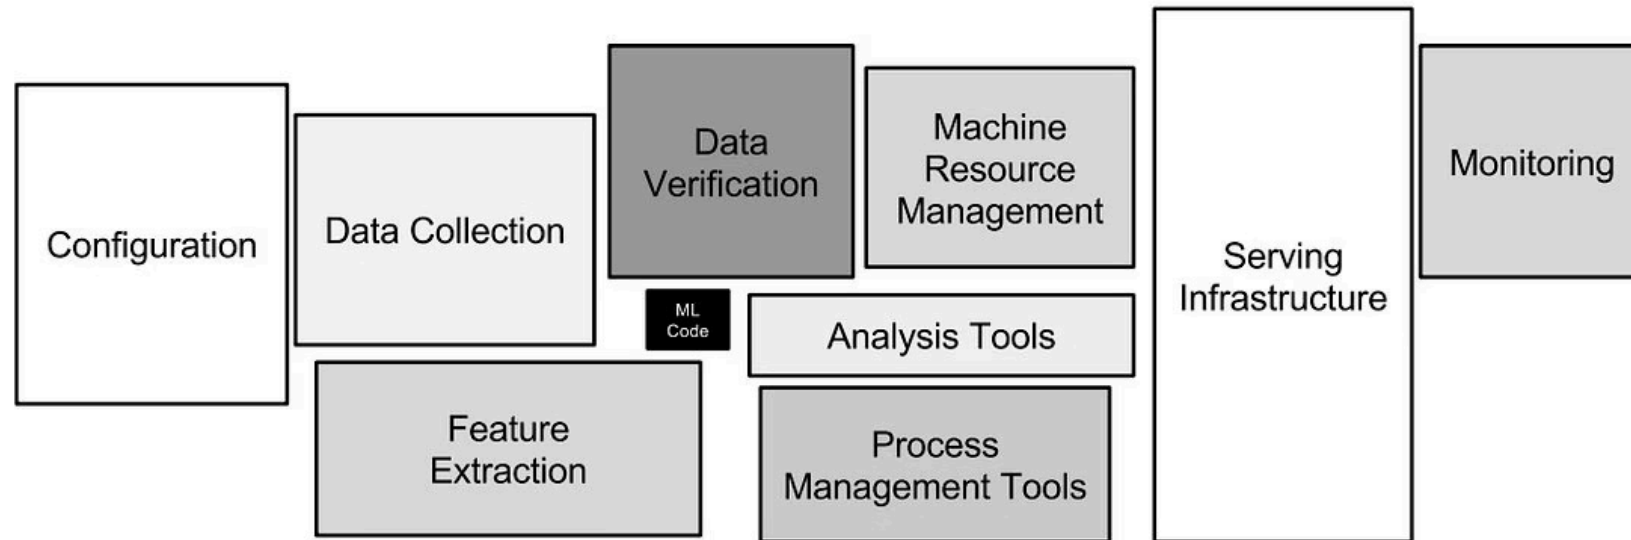 Configuration
Data Collection
Data
Verification
Machine
Resource
Management
ML
Code
Analysis Tools
Feature
Extraction
Process
Management Tools
Serving
Infrastructure
Monitoring